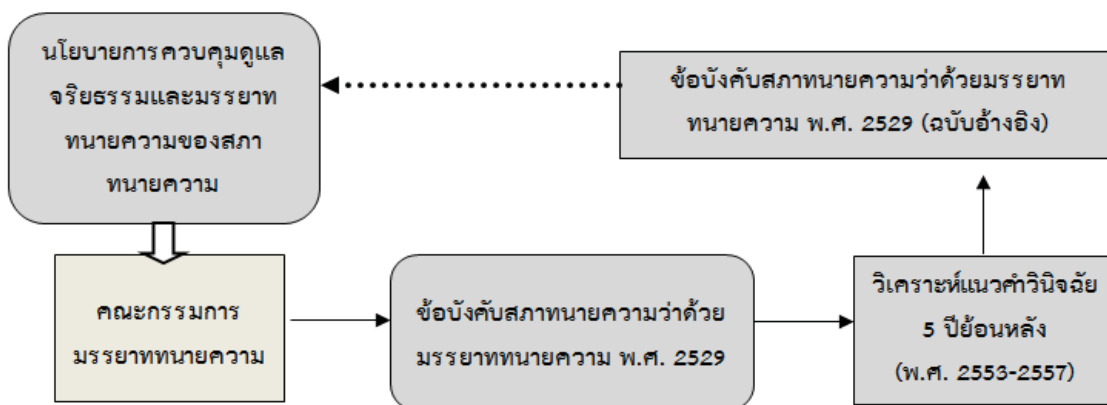 นโยบายการควบคุมดูแล
จริยธรรมและมรรยาท
ทนายความของสภา
ทนายความ
ข้อบังคับสภาทนายความว่าด้วยมรรยาท
ทนายความ พ.ศ. 2529 (ฉบับอ้างอิง)
คณะกรรมการ
มรรยาททนายความ
ข้อบังคับสภาทนายความว่าด้วย
มรรยาททนายความ พ.ศ. 2529
วิเคราะห์แนวคำวินิจฉัย
5 ปีย้อนหลัง
(พ.ศ. 2553-2557)